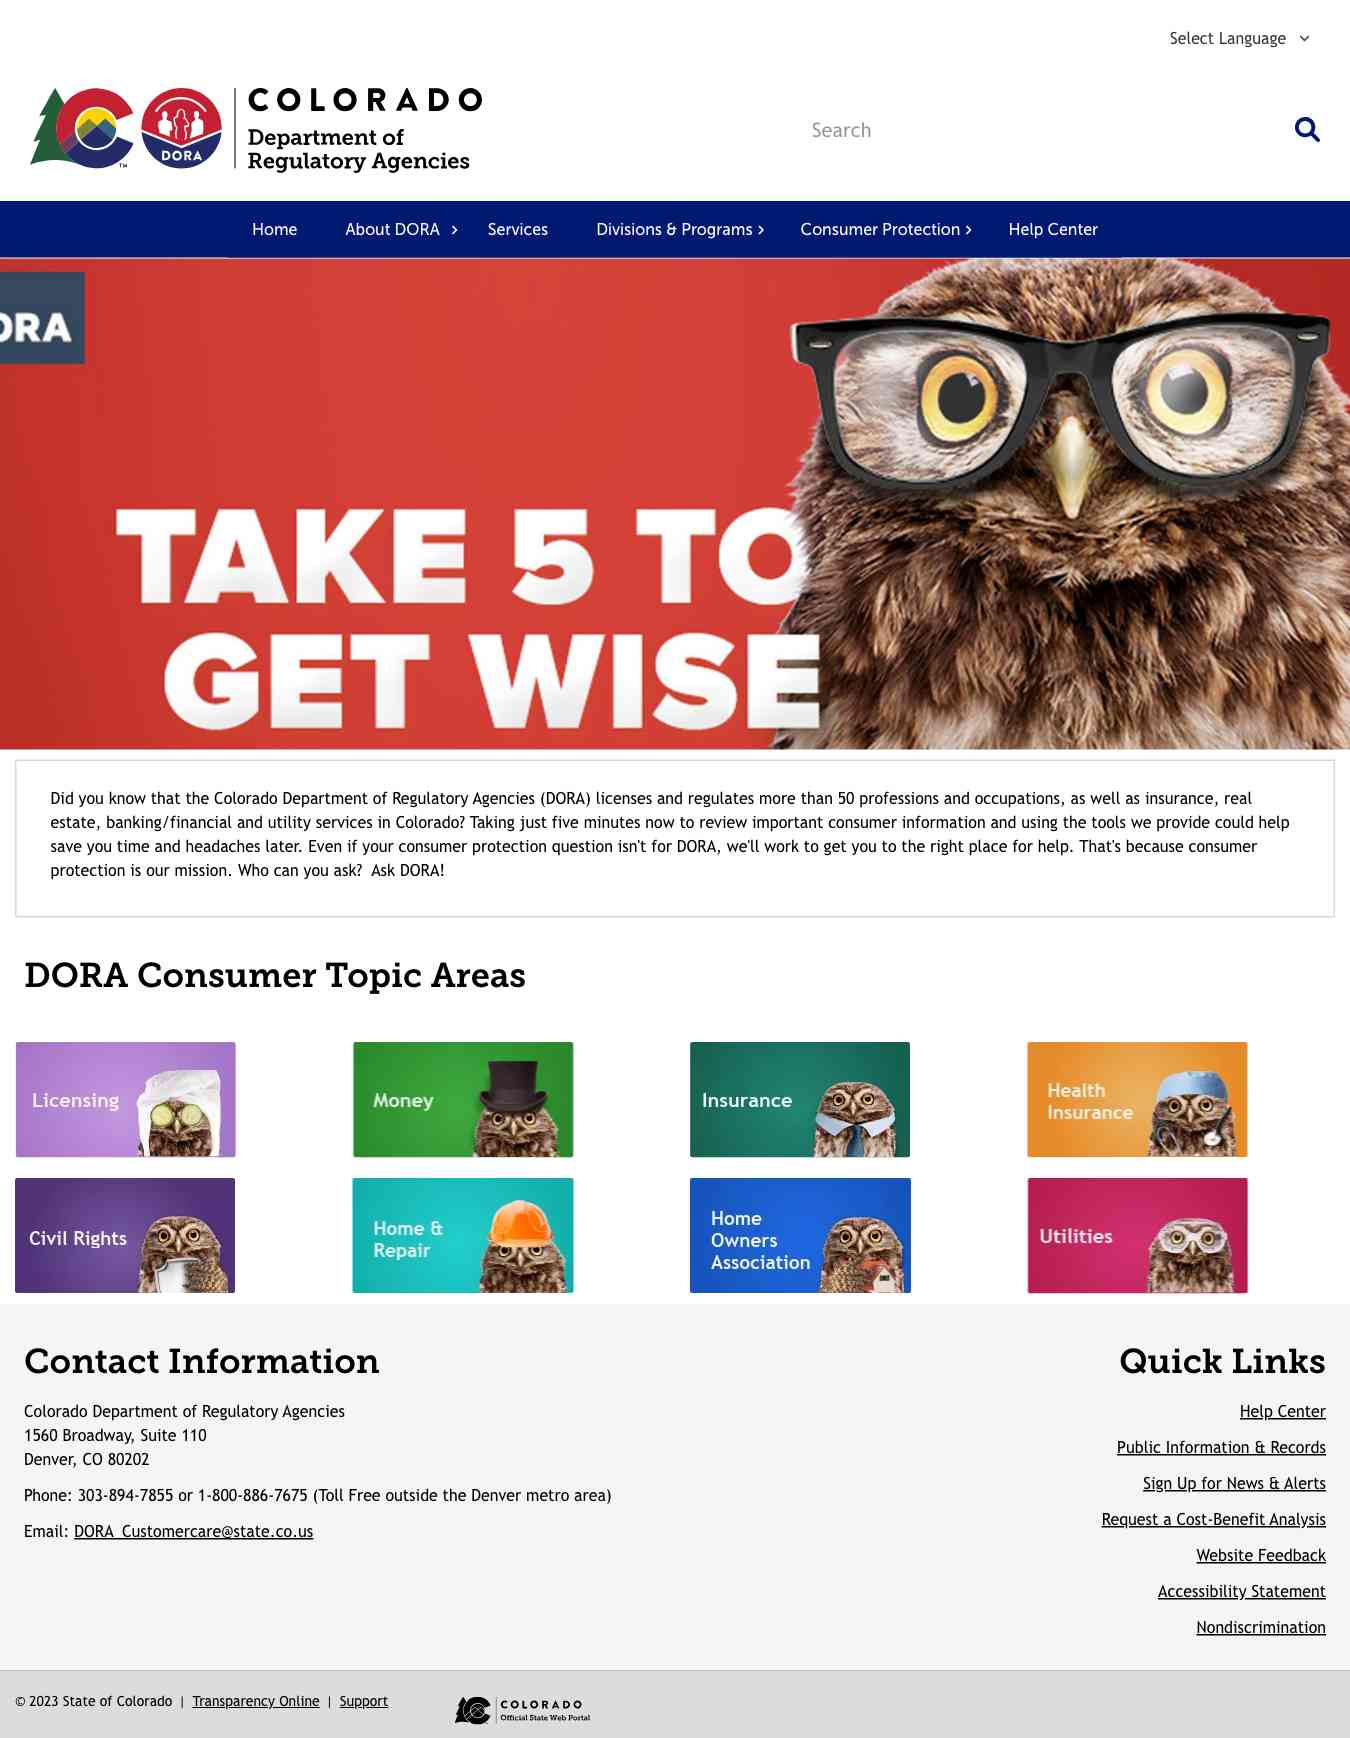 Select Language
COLORADO
Department of
Regulatory Agencies
DORA
TM
Search
Home About DORA Services Divisions & Programs Consumer Protection Help Center
ORA
TAKE 5 TO
GET WISE
Did you know that the Colorado Department of Regulatory Agencies (DORA) licenses and regulates more than 50 professions and occupations, as well as insurance, real
estate, banking/financial and utility services in Colorado? Taking just five minutes now to review important consumer information and using the tools we provide could help
save you time and headaches later. Even if your consumer protection question isn't for DORA, we'll work to get you to the right place for help. That's because consumer
protection is our mission. Who can you ask?  Ask DORA!
DORA Consumer Topic Areas
Licensing
Money
Insurance
Health
Insurance
Civil Rights
Home &
Repair
Home
Owners
Association
Utilities
Contact Information
Colorado Department of Regulatory Agencies
1560 Broadway, Suite 110
Denver, CO 80202
Phone: 303-894-7855 or 1-800-886-7675 (Toll Free outside the Denver metro area)
Email: DORA_Customercare@state.co.us
Quick Links
Help Center
Public Information & Records
Sign Up for News & Alerts
Request a Cost-Benefit Analysis
Website Feedback
Accessibility Statement
Nondiscrimination
© 2023 State of Colorado | Transparency Online | Support
COLORADO
Official State Web Portal